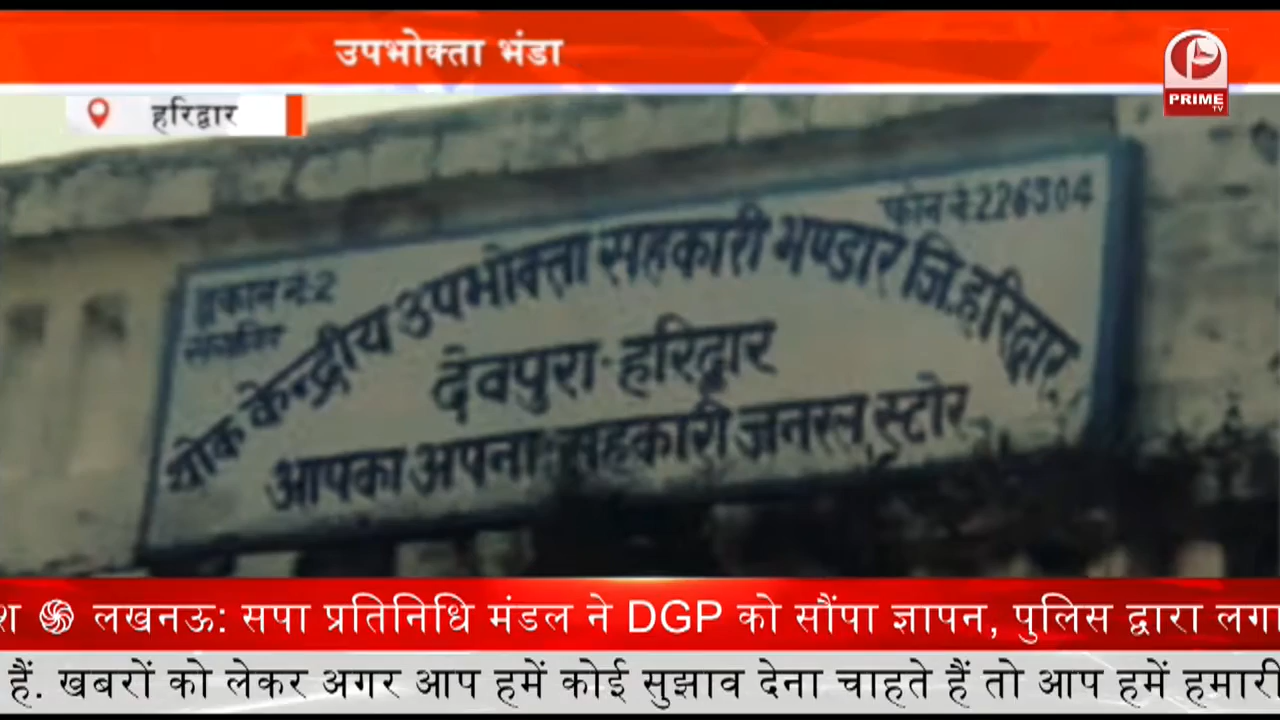 उपभोक्ता भंडा
PRIME
TV
हरिद्वार
फोन नं 226304
नं.2
थोक केन्द्रीय उपभोक्ता सहकारी भण्डार लि. हरिद्वार
देवपुरा-हरिद्वार
आपका अपना सहकारी जनरल स्टोर
श लखनऊ: सपा प्रतिनिधि मंडल ने DGP को सौंपा ज्ञापन, पुलिस द्वारा लगा
हैं. खबरों को लेकर अगर आप हमें कोई सुझाव देना चाहते हैं तो आप हमें हमारी